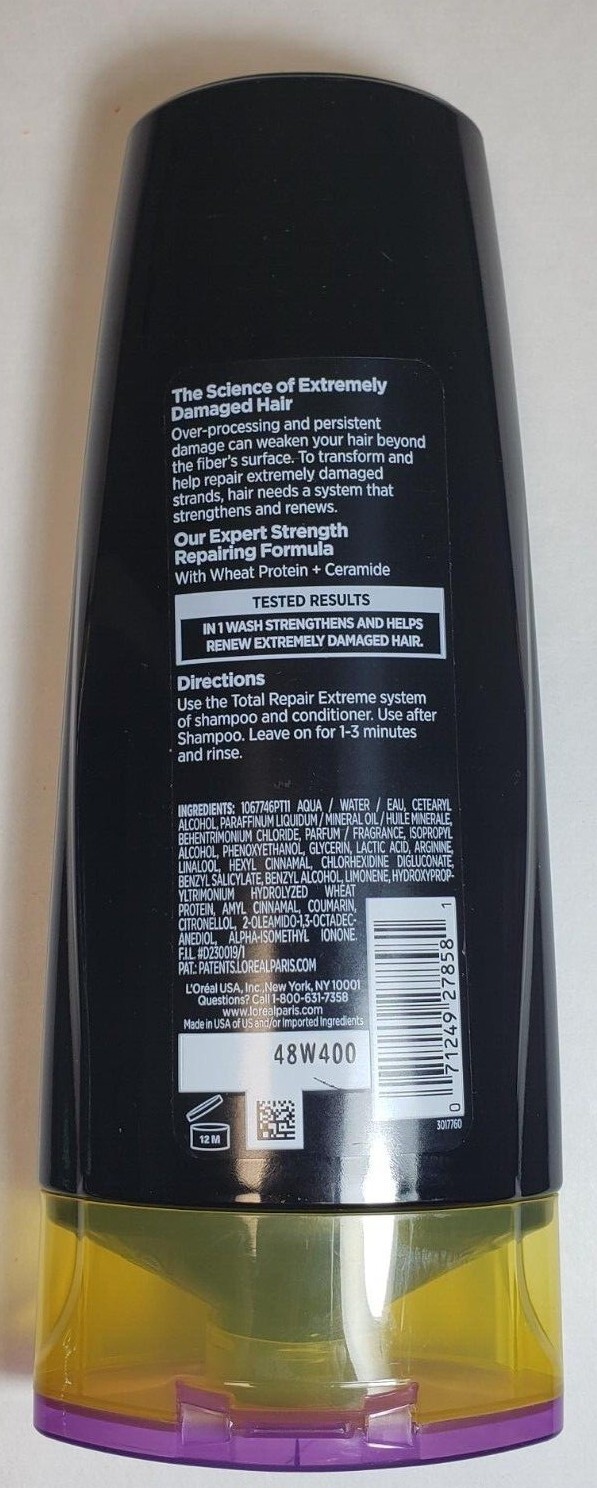 The Science of Extremely
Damaged Hair
Over-processing and persistent
damage can weaken your hair beyond
the fiber's surface. To transform and
help repair extremely damaged
strands, hair needs a system that
strengthens and renews.
Our Expert Strength
Repairing Formula
With Wheat Protein + Ceramide
TESTED RESULTS
IN 1 WASH STRENGTHENS AND HELPS
RENEW EXTREMELY DAMAGED HAIR.
Directions
Use the Total Repair Extreme system
of shampoo and conditioner. Use after
Shampoo. Leave on for 1-3 minutes
and rinse.
INGREDIENTS: 1067746PT11 AQUA / WATER / EAU, CETEARYL
ALCOHOL, PARAFFINUM LIQUIDUM / MINERAL OIL / HUILE MINERALE,
BEHENTRIMONIUM CHLORIDE, PARFUM / FRAGRANCE, ISOPROPYL
ALCOHOL, PHENOXYETHANOL, GLYCERIN, LACTIC ACID, ARGININE,
LINALOOL, HEXYL CINNAMAL, CHLORHEXIDINE DIGLUCONATE,
BENZYL SALICYLATE, BENZYL ALCOHOL, LIMONENE, HYDROXYPROP-
YLTRIMONIUM HYDROLYZED WHEAT
PROTEIN, AMYL CINNAMAL, COUMARIN,
CITRONELLOL, 2-OLEAMIDO-1,3-OCTADEC-
ANEDIOL, ALPHA-ISOMETHYL IONONE.
F.I.L. #D230019/1
PAT.: PATENTS.LOREALPARIS.COM
L'Oréal USA, Inc., New York, NY 10001
Questions? Call 1-800-631-7358
www.lorealparis.com
Made in USA of US and/or Imported Ingredients
48W400
12 M
0 71249 27858 1
3017760